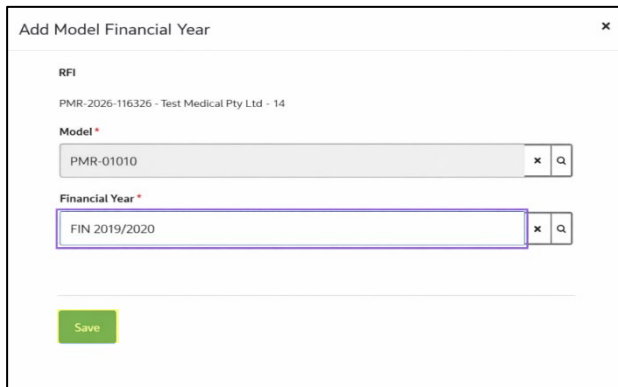 Add Model Financial Year
RFI
PMR-2026-116326 - Test Medical Pty Ltd - 14
Model *
PMR-01010
Financial Year *
FIN 2019/2020
Save